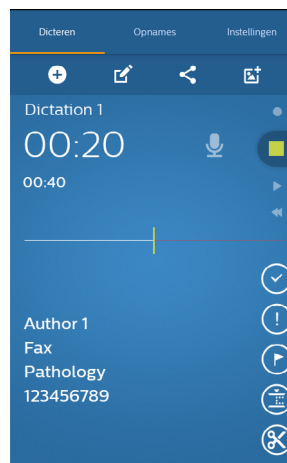 Dicteren Opnames Instellingen
Dictation 1
00:20
00:40
Author 1
Fax
Pathology
123456789